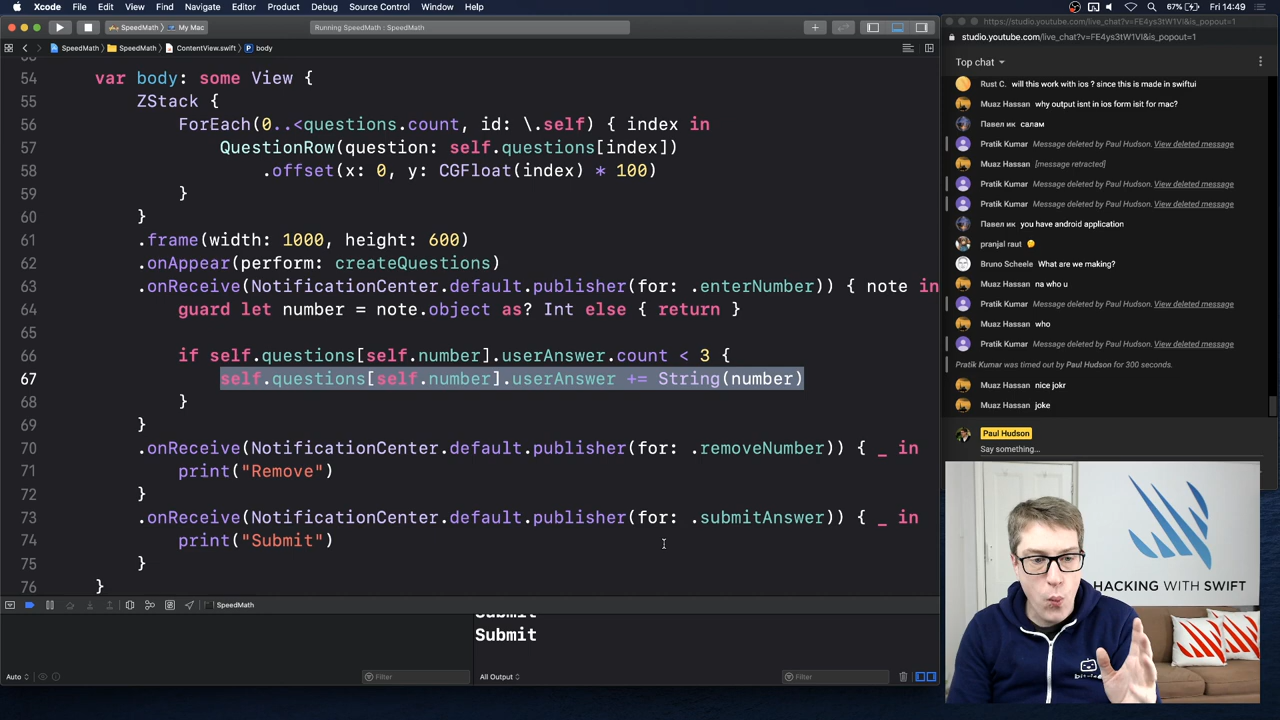 Xcode File Edit View Find Navigate Editor Product Debug Source Control Window Help 67% Fri 14:49
SpeedMath My Mac Running SpeedMath : SpeedMath
SpeedMath SpeedMath ContentView.swift body
54 var body: some View {
55 ZStack {
56 ForEach(0..<questions.count, id: \.self) { index in
57 QuestionRow(question: self.questions[index])
58 .offset(x: 0, y: CGFloat(index) * 100)
59 }
60 }
61 .frame(width: 1000, height: 600)
62 .onAppear(perform: createQuestions)
63 .onReceive(NotificationCenter.default.publisher(for: .enterNumber)) { note in
64 guard let number = note.object as? Int else { return }
65
66 if self.questions[self.number].userAnswer.count < 3 {
67 self.questions[self.number].userAnswer += String(number)
68 }
69 }
70 .onReceive(NotificationCenter.default.publisher(for: .removeNumber)) { _ in
71 print("Remove")
72 }
73 .onReceive(NotificationCenter.default.publisher(for: .submitAnswer)) { _ in
74 print("Submit")
75 }
76 }
SpeedMath
Submit
Submit
Auto Filter All Output Filter
https://studio.youtube.com/live_chat?v=FE4ys3tW1VI&is_popout=1
studio.youtube.com/live_chat?v=FE4ys3tW1VI&is_popout=1
Top chat
Rust C. will this work with ios ? since this is made in swiftui
Muaz Hassan why output isnt in ios form isit for mac?
Павел ик салам
Pratik Kumar Message deleted by Paul Hudson. View deleted message
Muaz Hassan [message retracted]
Pratik Kumar Message deleted by Paul Hudson. View deleted message
Pratik Kumar Message deleted by Paul Hudson. View deleted message
Павел ик you have android application
pranjal raut
Bruno Scheele What are we making?
Muaz Hassan na who u
Pratik Kumar Message deleted by Paul Hudson. View deleted message
Muaz Hassan who
Pratik Kumar Message deleted by Paul Hudson. View deleted message
Pratik Kumar was timed out by Paul Hudson for 300 seconds.
Muaz Hassan nice jokr
Muaz Hassan joke
Paul Hudson
Say something...
HACKING WITH SWIFT